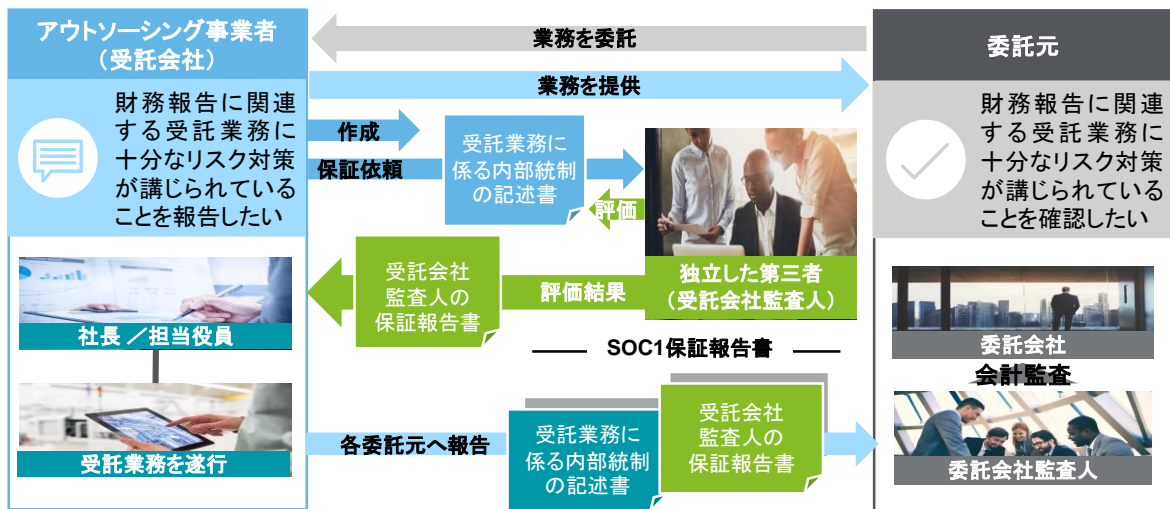 アウトソーシング事業者
（受託会社）
財務報告に関連
する受託業務に
十分なリスク対策
が講じられている
ことを報告したい
社長／担当役員
受託業務を遂行
業務を委託
業務を提供
作成
保証依頼
受託業務に
係る内部統制
の記述書
評価
独立した第三者
（受託会社監査人）
評価結果
受託会社
監査人の
保証報告書
SOC1保証報告書
各委託元へ報告
受託業務に
係る内部統制
の記述書
受託会社
監査人の
保証報告書
委託元
財務報告に関連
する受託業務に
十分なリスク対策
が講じられている
ことを確認したい
委託会社
会計監査
委託会社監査人